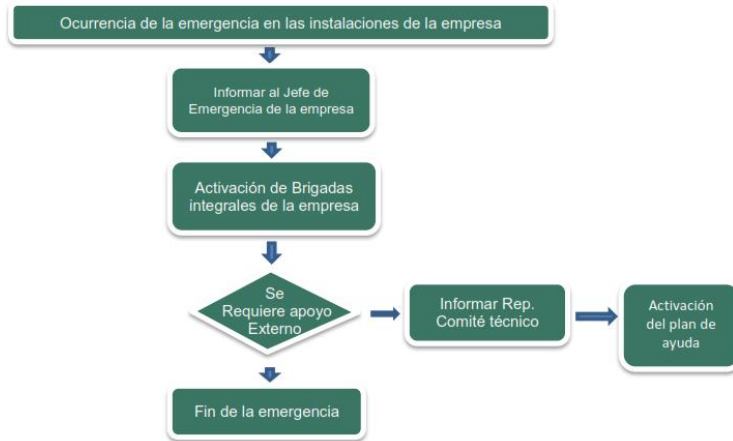 Ocurrencia de la emergencia en las instalaciones de la empresa
Informar al Jefe de
Emergencia de la empresa
Activación de Brigadas
integrales de la empresa
Se
Requiere apoyo
Externo
Informar Rep.
Comité técnico
Activación
del plan de
ayuda
Fin de la emergencia